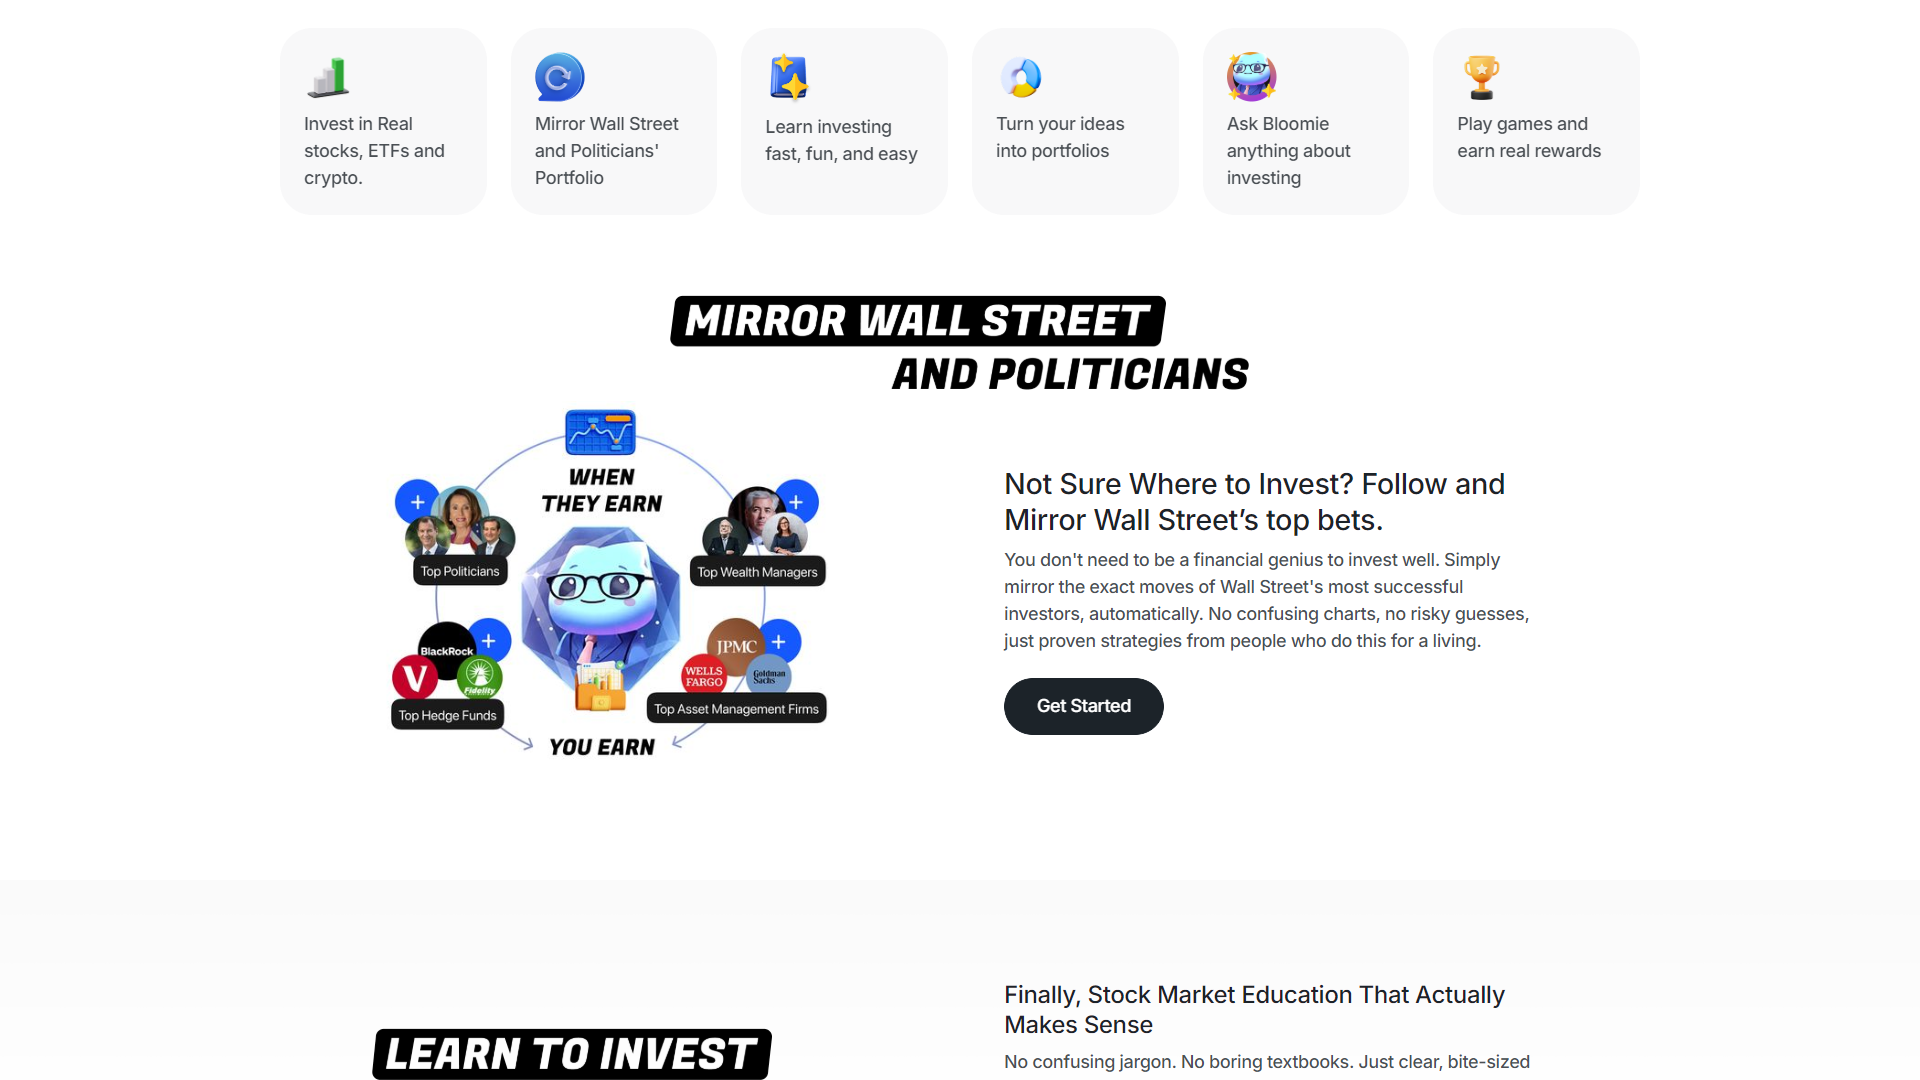 Invest in Real
stocks, ETFs and
crypto.
Mirror Wall Street
and Politicians'
Portfolio
Learn investing
fast, fun, and easy
Turn your ideas
into portfolios
Ask Bloomie
anything about
investing
Play games and
earn real rewards
MIRROR WALL STREET
AND POLITICIANS
WHEN
THEY EARN
Top Politicians
Top Wealth Managers
BlackRock
V
Fidelity
Top Hedge Funds
JPMC
WELLS
FARGO
Goldman
Sachs
Top Asset Management Firms
YOU EARN
Not Sure Where to Invest? Follow and
Mirror Wall Street’s top bets.
You don't need to be a financial genius to invest well. Simply
mirror the exact moves of Wall Street's most successful
investors, automatically. No confusing charts, no risky guesses,
just proven strategies from people who do this for a living.
Get Started
LEARN TO INVEST
Finally, Stock Market Education That Actually
Makes Sense
No confusing jargon. No boring textbooks. Just clear, bite-sized